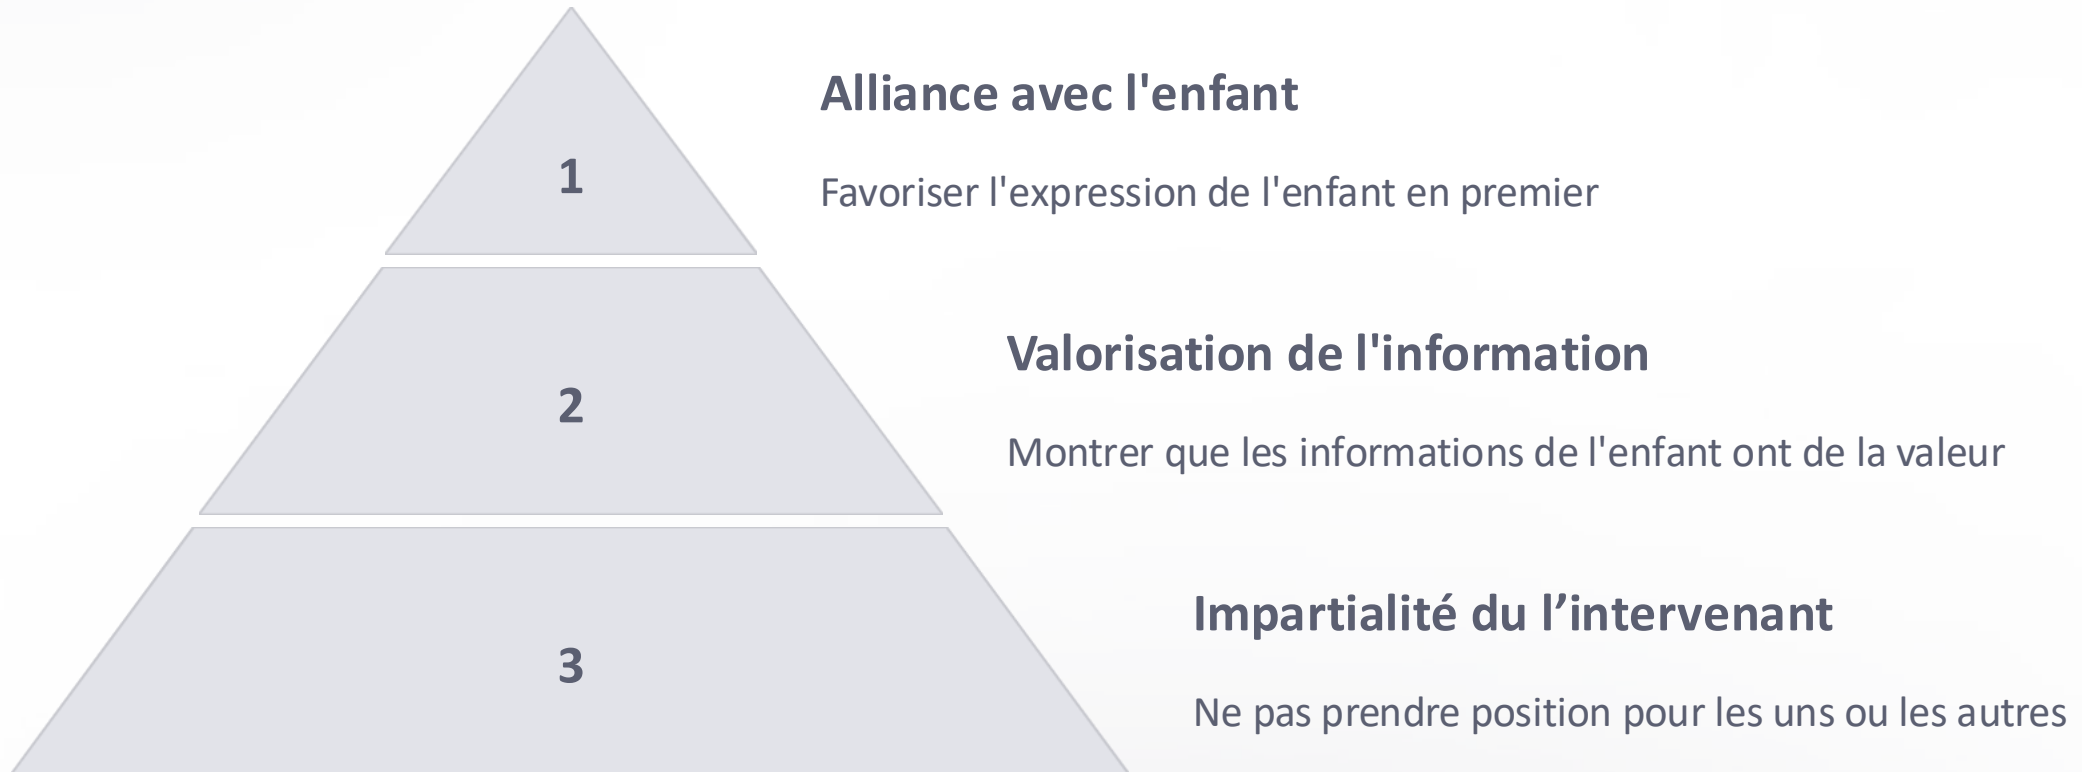 1
Alliance avec l'enfant
Favoriser l'expression de l'enfant en premier
2
Valorisation de l'information
Montrer que les informations de l'enfant ont de la valeur
3
Impartialité du l’intervenant
Ne pas prendre position pour les uns ou les autres